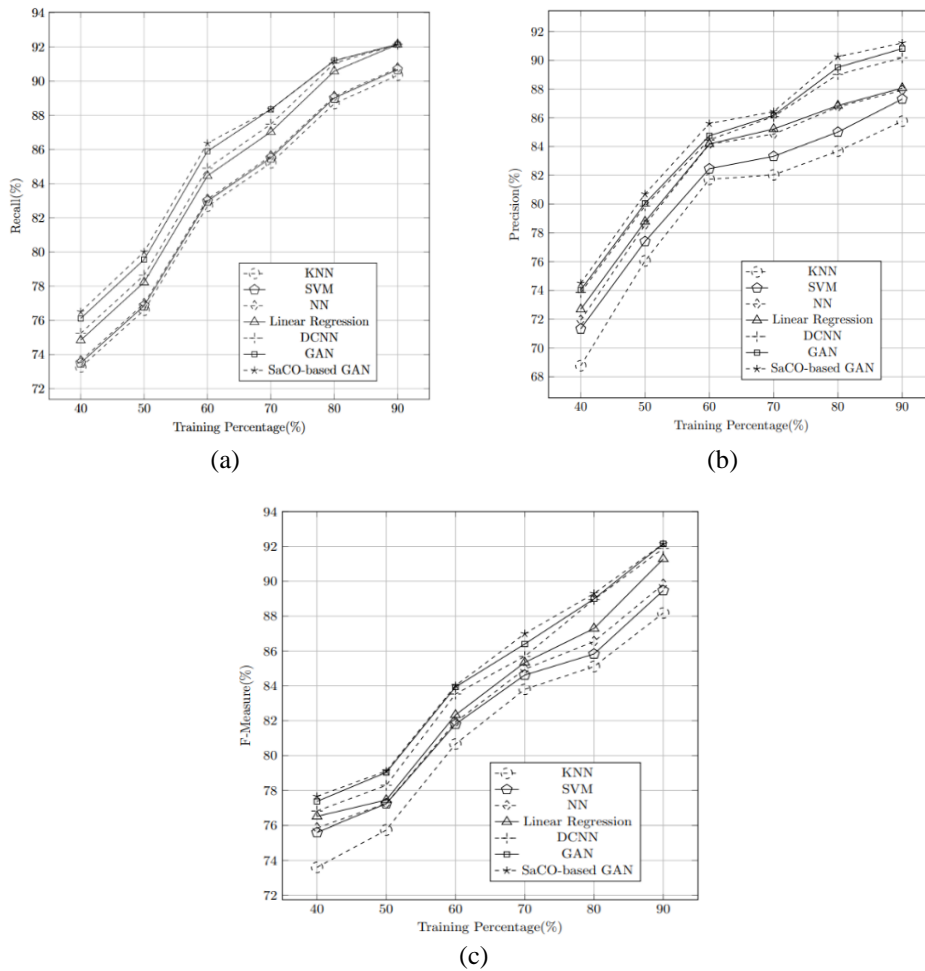 94
92
90
88
86
84
82
80
78
76
74
72
Recall(%)
KNN
SVM
NN
Linear Regression
DCNN
GAN
SaCO-based GAN
40 50 60 70 80 90
Training Percentage(%)
(a)
92
90
88
86
84
82
80
78
76
74
72
70
68
Precision(%)
KNN
SVM
NN
Linear Regression
DCNN
GAN
SaCO-based GAN
40 50 60 70 80 90
Training Percentage(%)
(b)
94
92
90
88
86
84
82
80
78
76
74
72
F-Measure(%)
KNN
SVM
NN
Linear Regression
DCNN
GAN
SaCO-based GAN
40 50 60 70 80 90
Training Percentage(%)
(c)